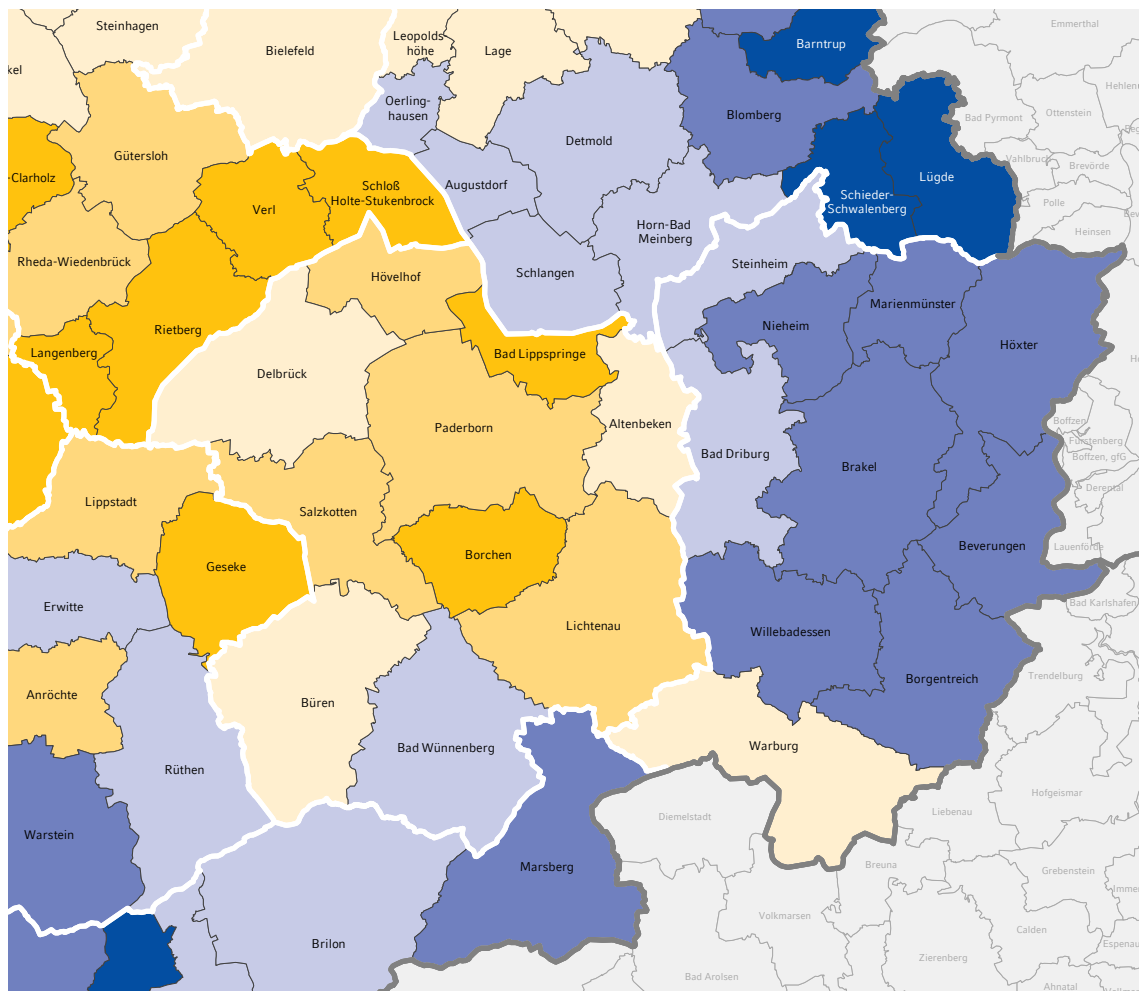 Steinhagen
Bielefeld
Leopolds
höhe
Lage
Barntrup
Emmerthal
kel
Oerling-
hausen
Blomberg
Hehlen
Ottenstein
Bad Pyrmont
Gütersloh
Detmold
Vahlbruch
Brevörde
-Clarholz
Schloß
Holte-Stukenbrock
Augustdorf
Lügde
Verl
Schieder-
Schwalenberg
Polle
Horn-Bad
Meinberg
Heinsen
Rheda-Wiedenbrück
Hövelhof
Schlangen
Steinheim
Marienmünster
Rietberg
Nieheim
Höxter
Langenberg
Bad Lippspringe
Delbrück
Boffzen
Altenbeken
Paderborn
Fürstenberg
Bad Driburg
Boffzen, gfG
Brakel
Derental
Lippstadt
Salzkotten
Borchen
Beverungen
Lauenförde
Geseke
Erwitte
Bad Karlshafen
Lichtenau
Willebadessen
Trendelburg
Borgentreich
Anröchte
Büren
Bad Wünnenberg
Warburg
Rüthen
Hofgeismar
Liebenau
Diemelstadt
Warstein
Marsberg
Breuna
Grebenstein
Imme
Volkmarsen
Calden
Brilon
Espenau
Zierenberg
Bad Arolsen
Ahnatal